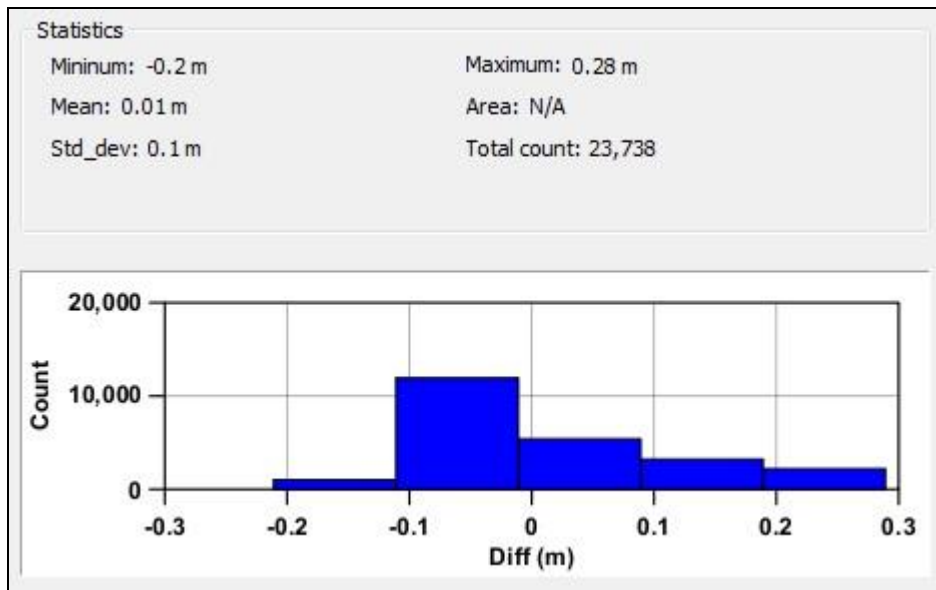 Statistics
Mininum: -0.2 m
Maximum: 0.28 m
Mean: 0.01 m
Area: N/A
Std_dev: 0.1 m
Total count: 23,738
20,000
10,000
0
Count
-0.3 -0.2 -0.1 0 0.1 0.2 0.3
Diff (m)